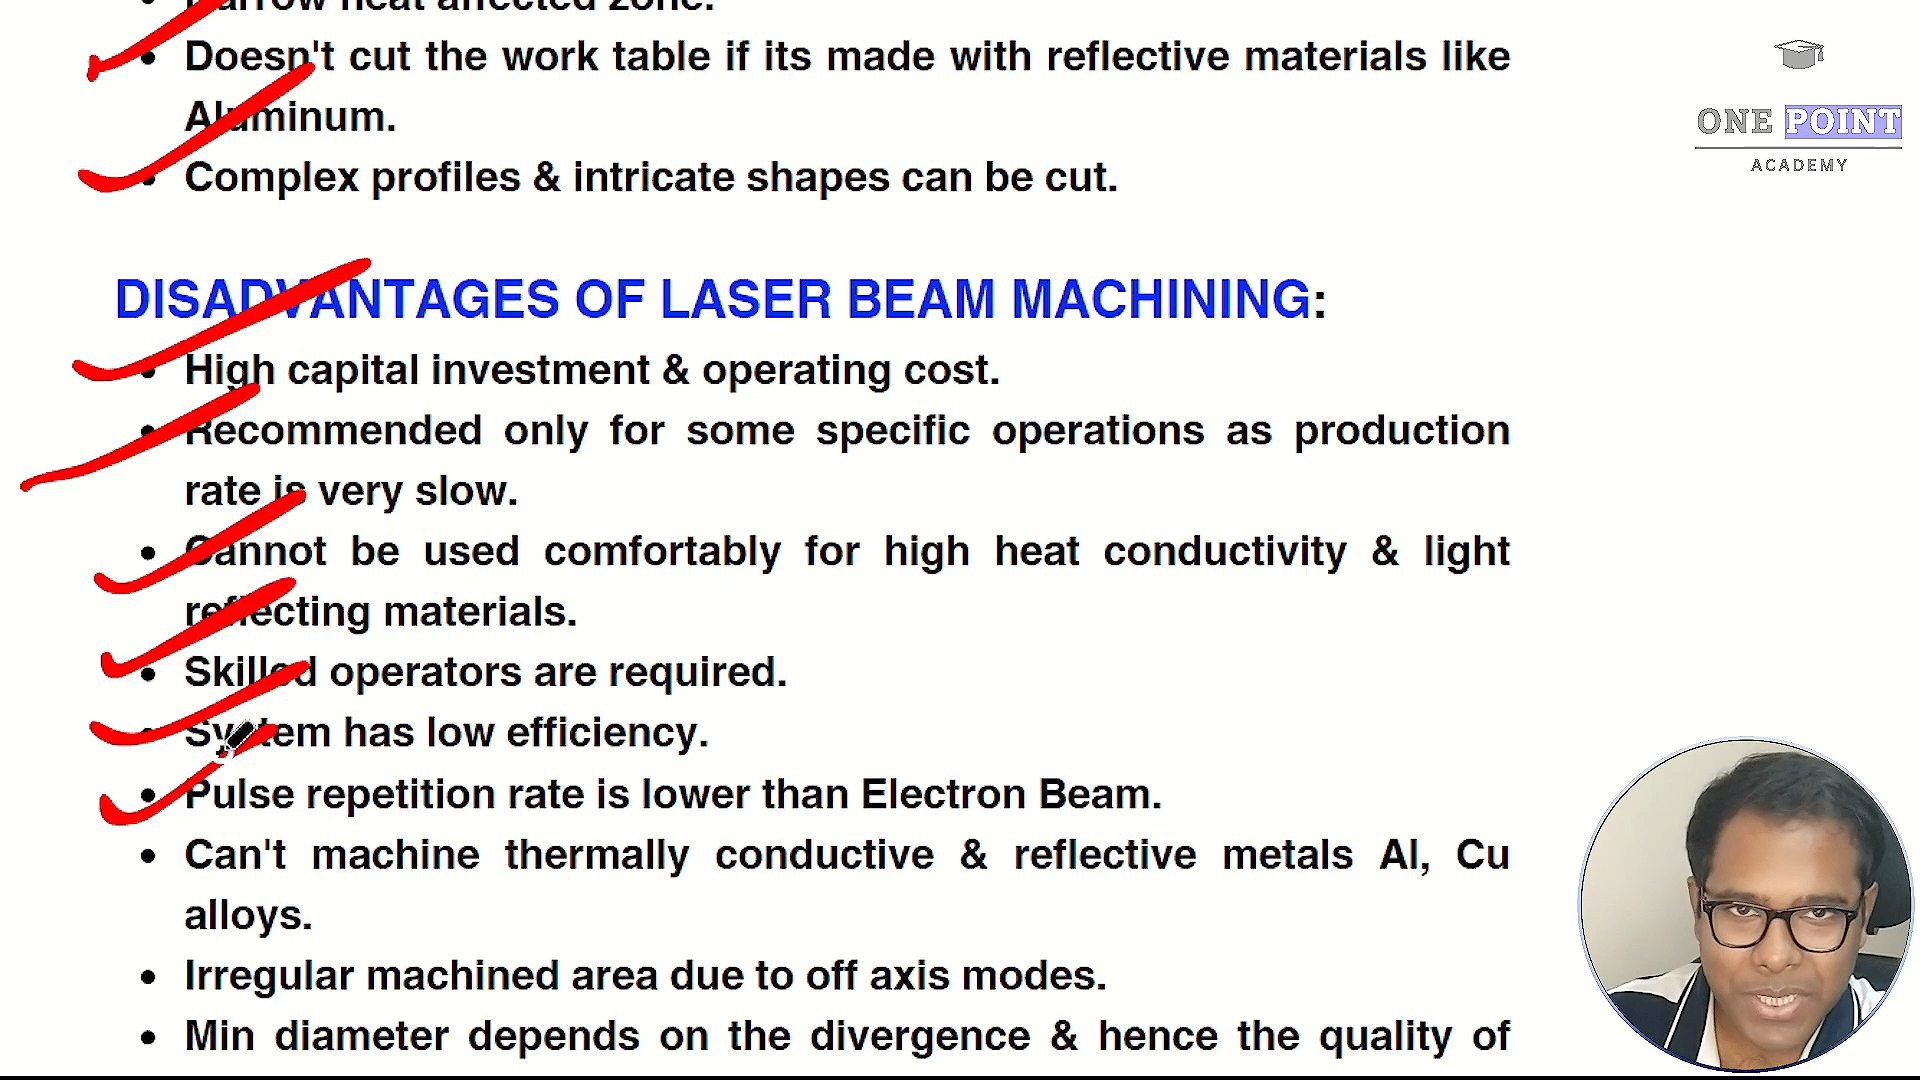 Narrow heat affected zone.
Doesn't cut the work table if its made with reflective materials like
Aluminum.
Complex profiles & intricate shapes can be cut.
ONE POINT
ACADEMY
DISADVANTAGES OF LASER BEAM MACHINING:
High capital investment & operating cost.
Recommended only for some specific operations as production
rate is very slow.
Cannot be used comfortably for high heat conductivity & light
reflecting materials.
Skilled operators are required.
System has low efficiency.
Pulse repetition rate is lower than Electron Beam.
Can't machine thermally conductive & reflective metals Al, Cu
alloys.
Irregular machined area due to off axis modes.
Min diameter depends on the divergence & hence the quality of